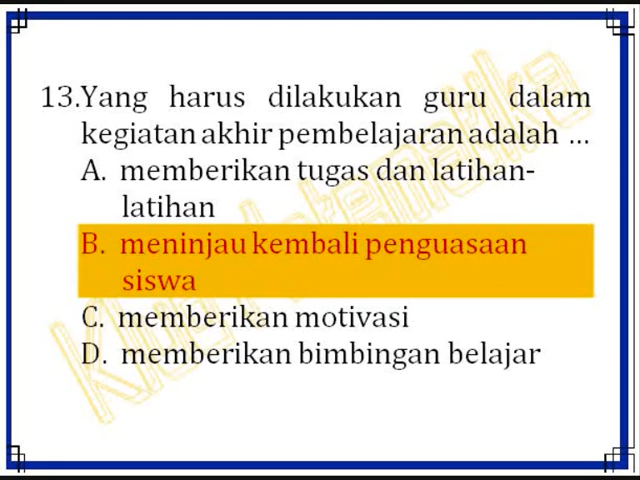 13.Yang harus dilakukan guru dalam
kegiatan akhir pembelajaran adalah ...
A. memberikan tugas dan latihan-
latihan
B. meninjau kembali penguasaan
siswa
C. memberikan motivasi
D. memberikan bimbingan belajar